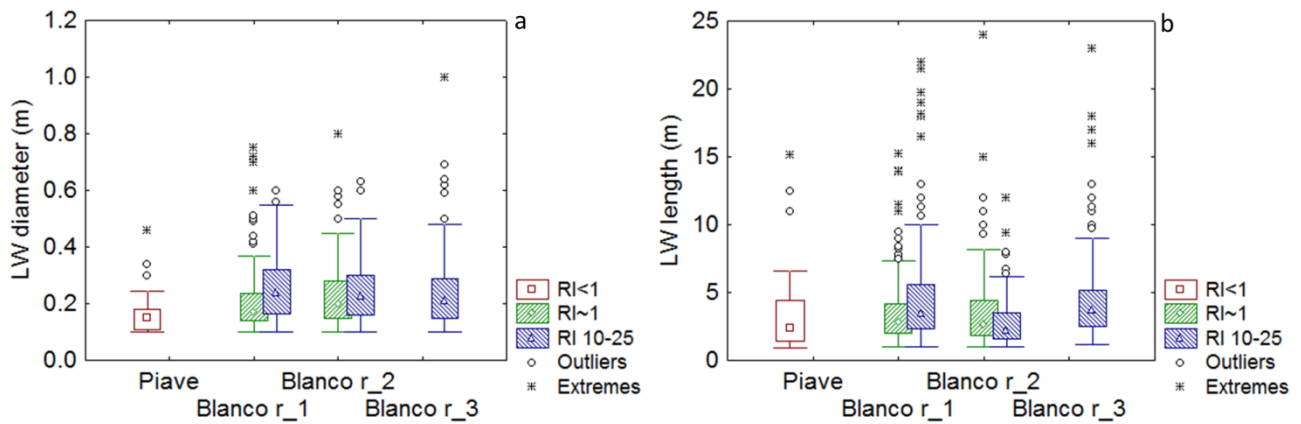 a
LW diameter (m)
1.2
1.0
0.8
0.6
0.4
0.2
0.0
Piave
Blanco r_2
Blanco r_1
Blanco r_3
RI<1
RI~1
RI 10-25
Outliers
Extremes
b
LW length (m)
25
20
15
10
5
0
Piave
Blanco r_2
Blanco r_1
Blanco r_3
RI<1
RI~1
RI 10-25
Outliers
Extremes